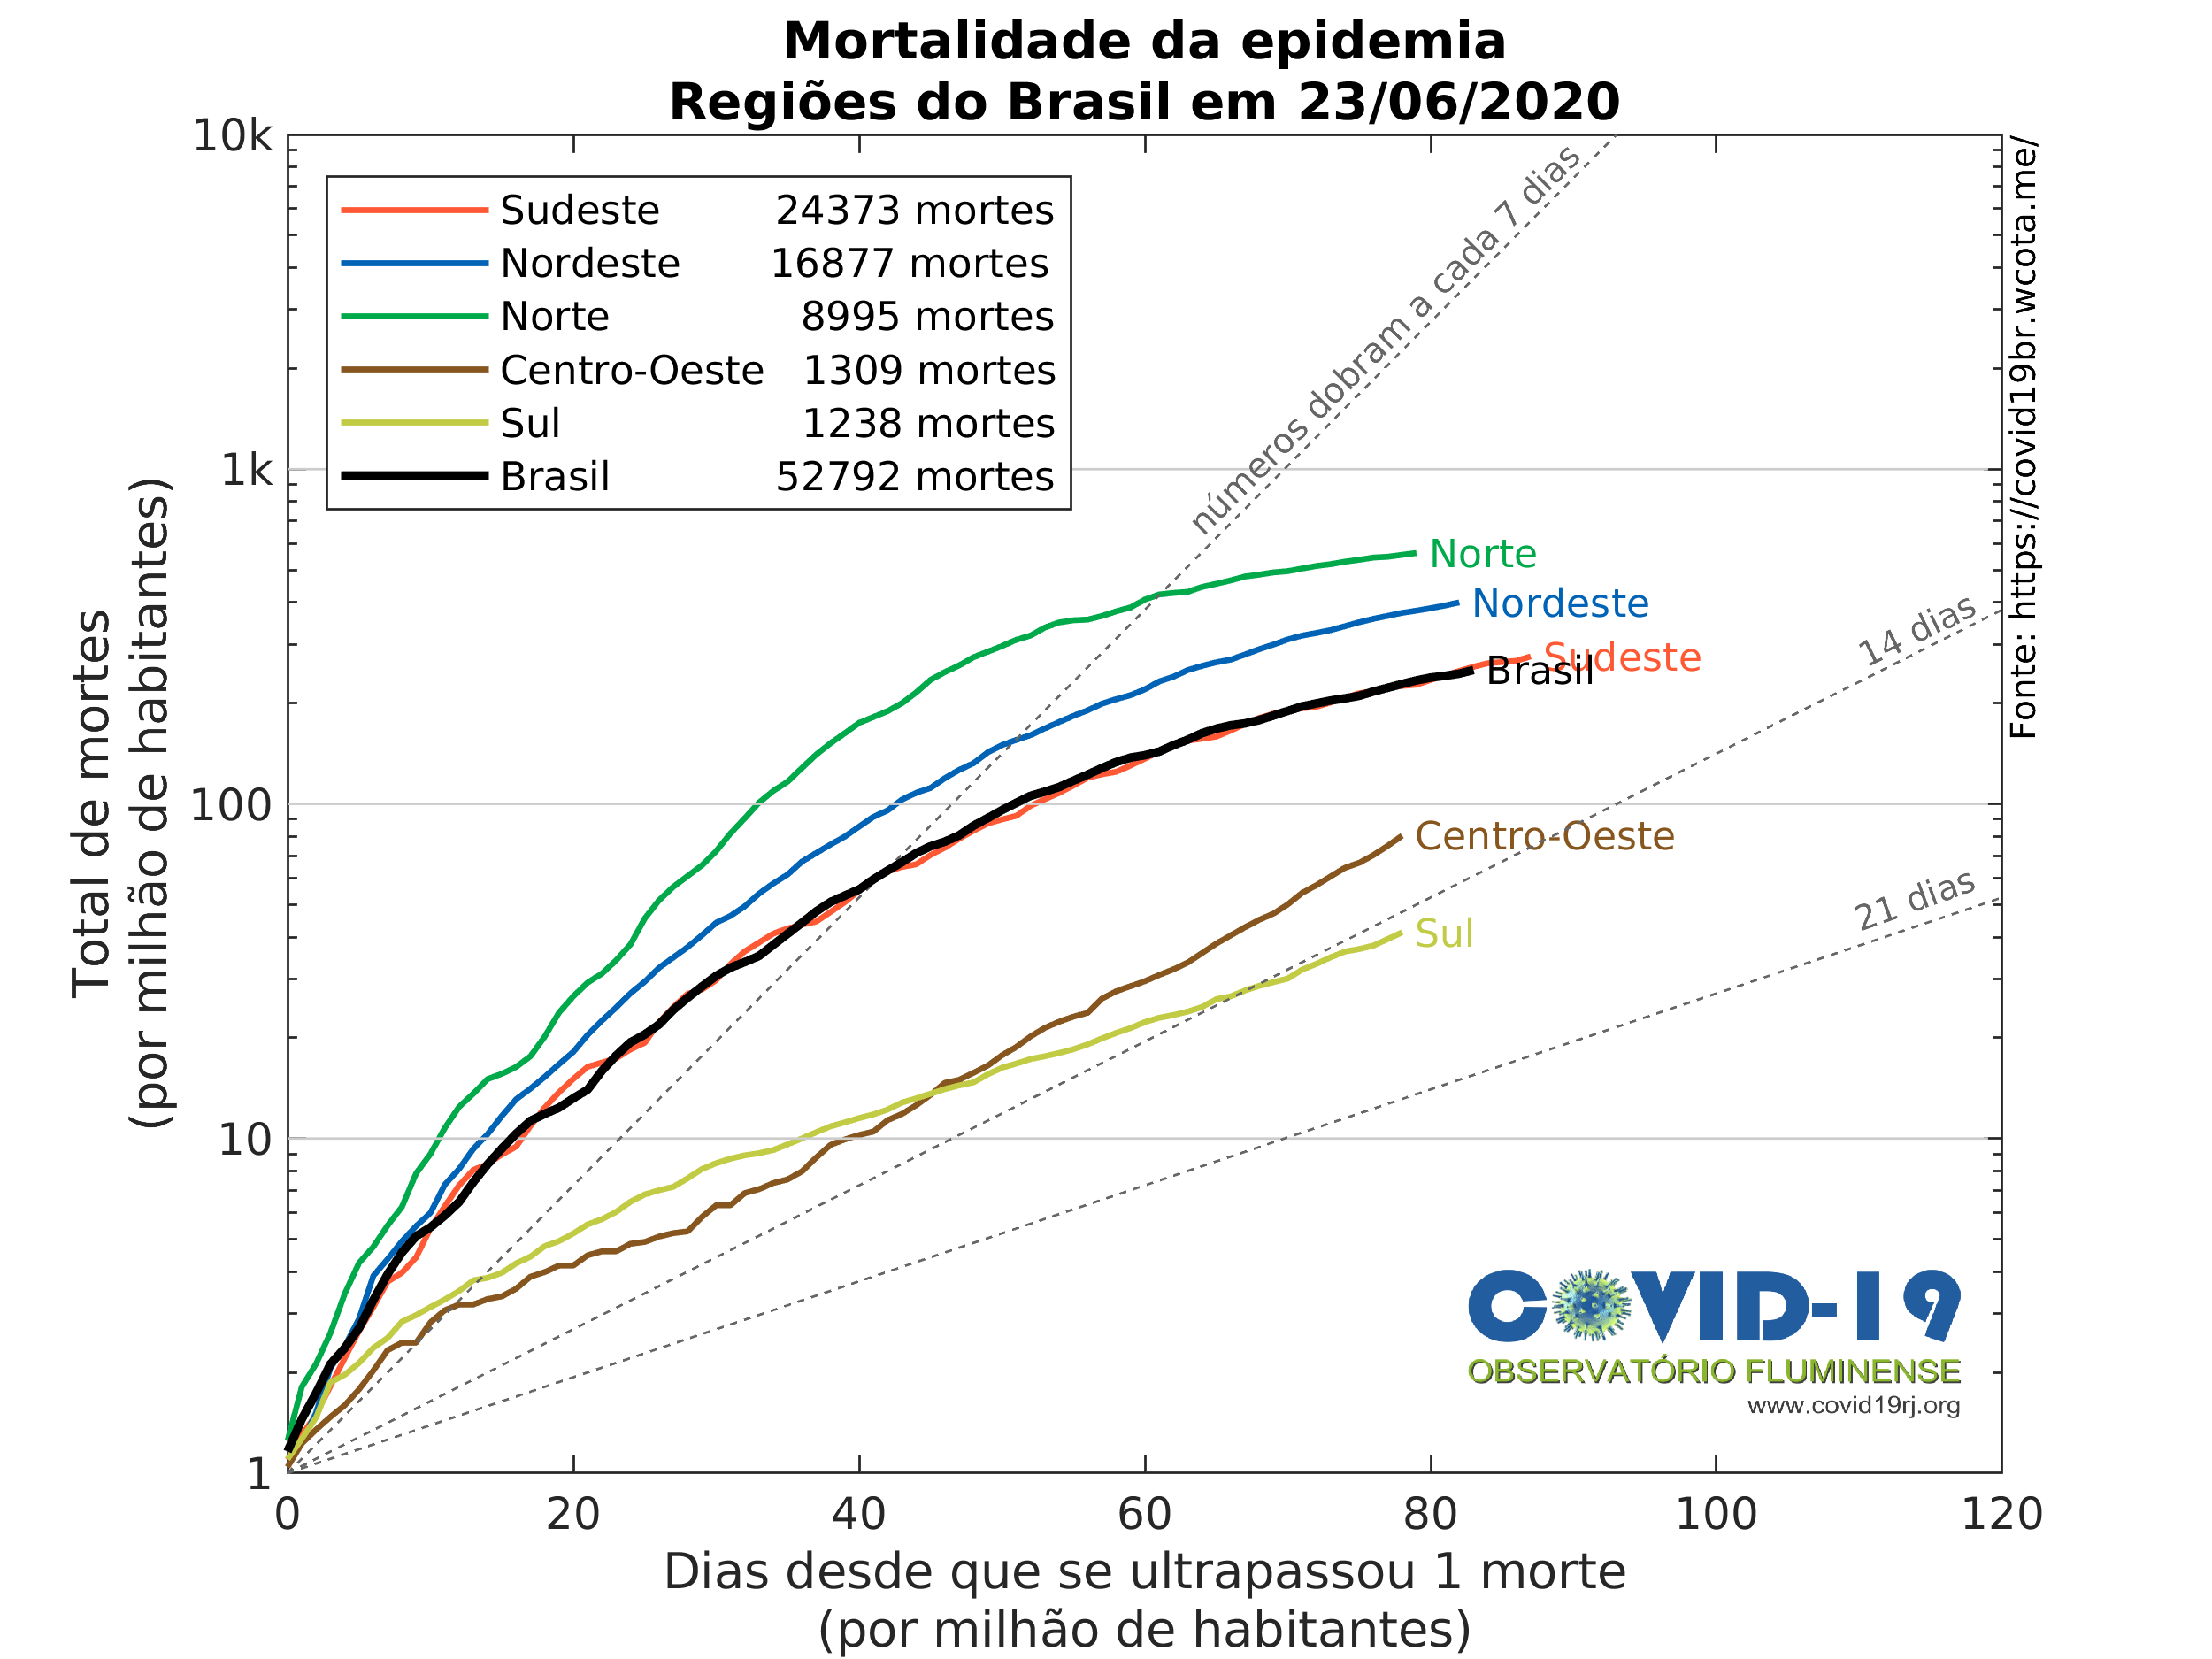 Mortalidade da epidemia
Regiões do Brasil em 23/06/2020
10k
1k
100
10
1
Total de mortes
(por milhão de habitantes)
Sudeste 24373 mortes
Nordeste 16877 mortes
Norte 8995 mortes
Centro-Oeste 1309 mortes
Sul 1238 mortes
Brasil 52792 mortes
números dobram a cada 7 dias
14 dias
21 dias
Norte
Nordeste
Sudeste
Brasil
Centro-Oeste
Sul
Fonte: https://covid19br.wcota.me/
COVID-19
OBSERVATÓRIO FLUMINENSE
www.covid19rj.org
0 20 40 60 80 100 120
Dias desde que se ultrapassou 1 morte
(por milhão de habitantes)